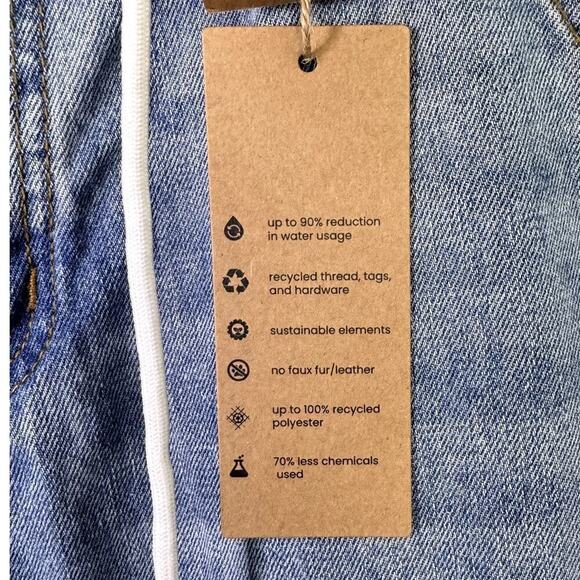 up to 90% reduction
in water usage
recycled thread, tags,
and hardware
sustainable elements
no faux fur/leather
up to 100% recycled
polyester
70% less chemicals
used